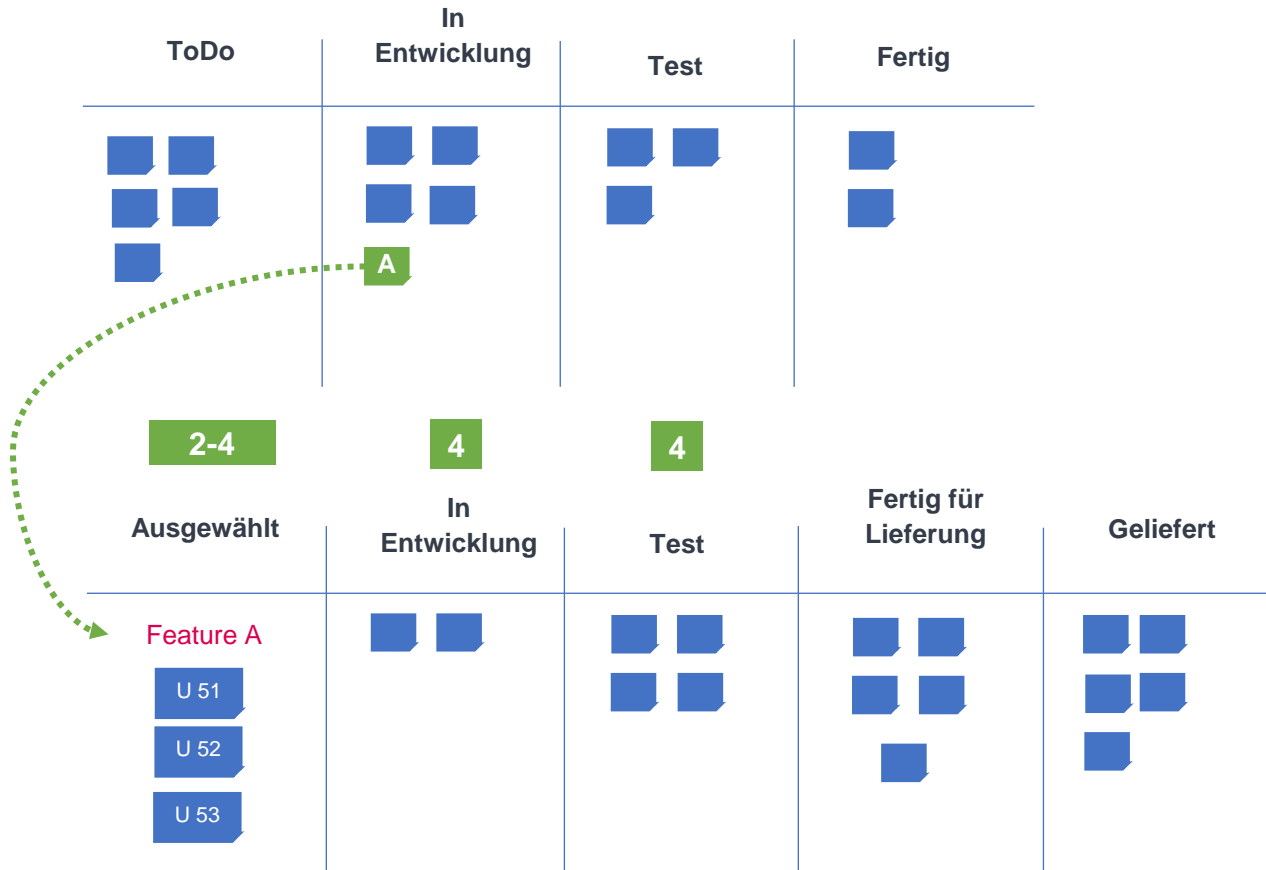 ToDo
In
Entwicklung
Test
Fertig
A
2-4
4
4
Ausgewählt
In
Entwicklung
Test
Fertig für
Lieferung
Geliefert
Feature A
U 51
U 52
U 53